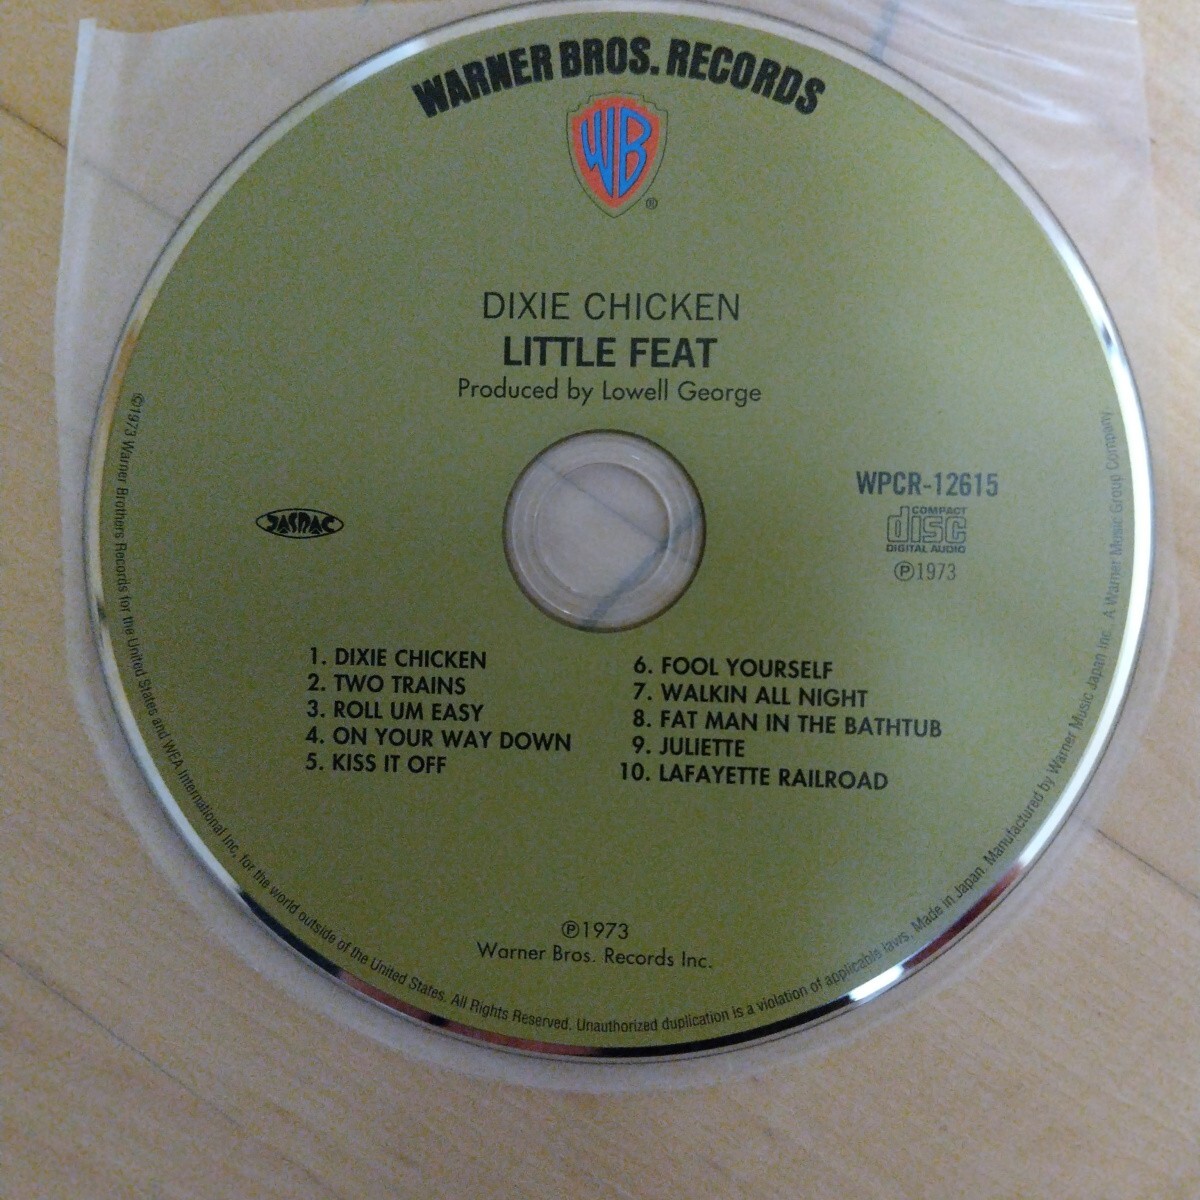 WARNER BROS. RECORDS
WB
®
DIXIE CHICKEN
LITTLE FEAT
Produced by Lowell George
JASRAC
WPCR-12615
COMPACT
disc
DIGITAL AUDIO
℗1973
1. DIXIE CHICKEN
2. TWO TRAINS
3. ROLL UM EASY
4. ON YOUR WAY DOWN
5. KISS IT OFF
6. FOOL YOURSELF
7. WALKIN ALL NIGHT
8. FAT MAN IN THE BATHTUB
9. JULIETTE
10. LAFAYETTE RAILROAD
℗1973
Warner Bros. Records Inc.
©1973 Warner Brothers Records for the United States and WEA International Inc. for the world outside of the United States. All Rights Reserved. Unauthorized duplication is a violation of applicable laws. Made in Japan. Manufactured by Warner Music Japan Inc. A Warner Music Group Company.